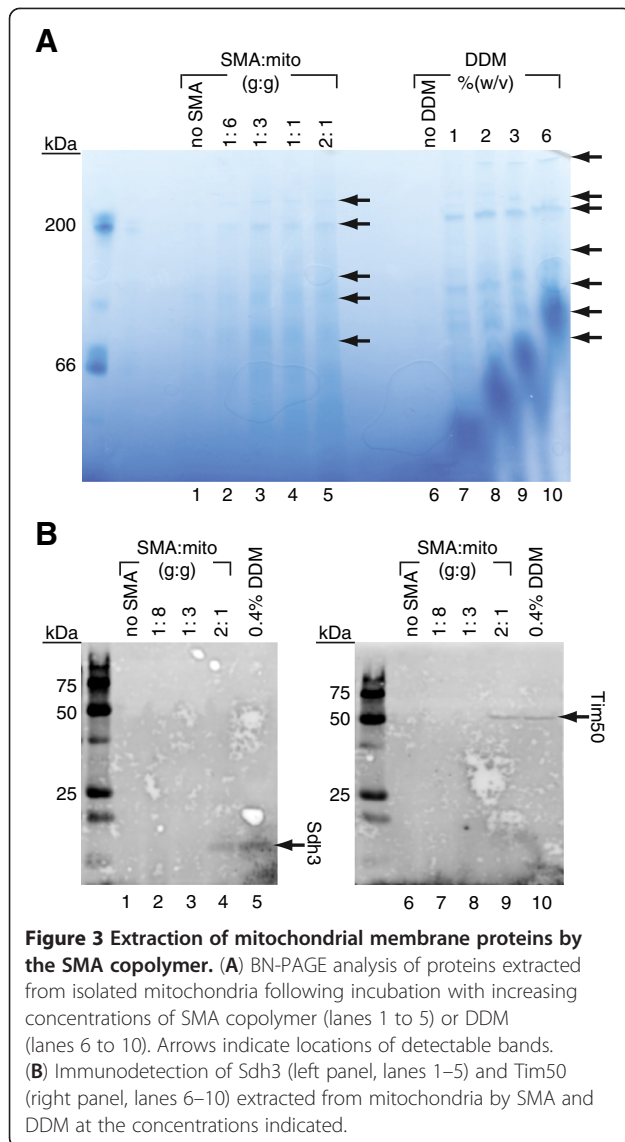 A
SMA:mito
(g:g)
DDM
%(w/v)
no SMA
1:6
1:3
1:1
2:1
no DDM
1 2 3 6
kDa
200
66
1 2 3 4 5 6 7 8 9 10
B
SMA:mito
(g:g)
no SMA
1:8
1:3
2:1
0.4% DDM
kDa
75
50
25
Sdh3
1 2 3 4 5
SMA:mito
(g:g)
no SMA
1:8
1:3
2:1
0.4% DDM
kDa
75
50
25
Tim50
6 7 8 9 10
Figure 3 Extraction of mitochondrial membrane proteins by
the SMA copolymer. (A) BN-PAGE analysis of proteins extracted
from isolated mitochondria following incubation with increasing
concentrations of SMA copolymer (lanes 1 to 5) or DDM
(lanes 6 to 10). Arrows indicate locations of detectable bands.
(B) Immunodetection of Sdh3 (left panel, lanes 1–5) and Tim50
(right panel, lanes 6–10) extracted from mitochondria by SMA and
DDM at the concentrations indicated.